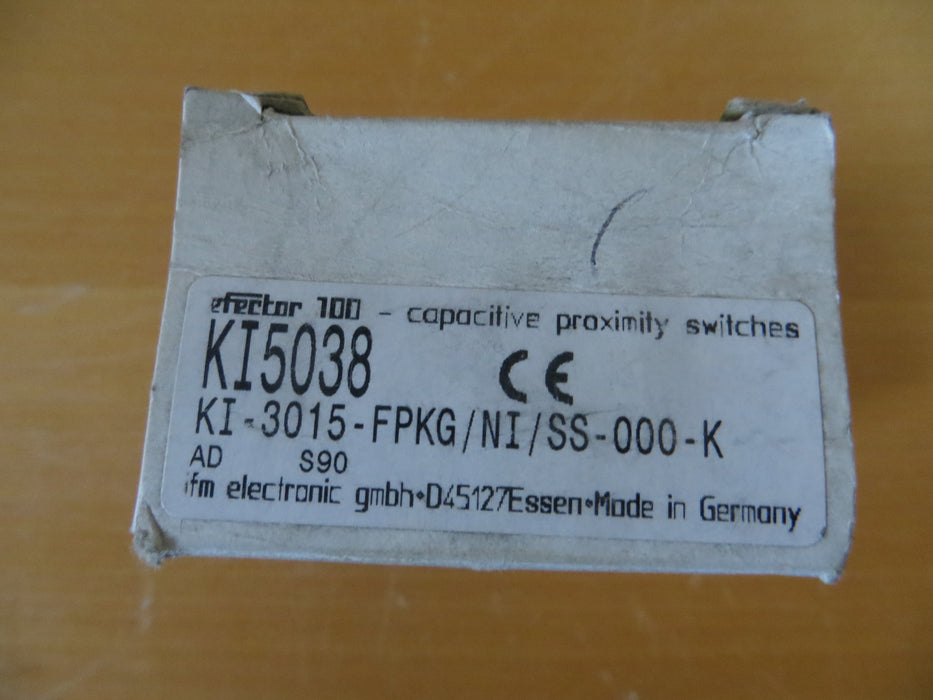 efector 100 - capacitive proximity switches
KI5038 CE
KI-3015-FPKG/NI/SS-000-K
AD S90
ifm electronic gmbh•D45127Essen•Made in Germany